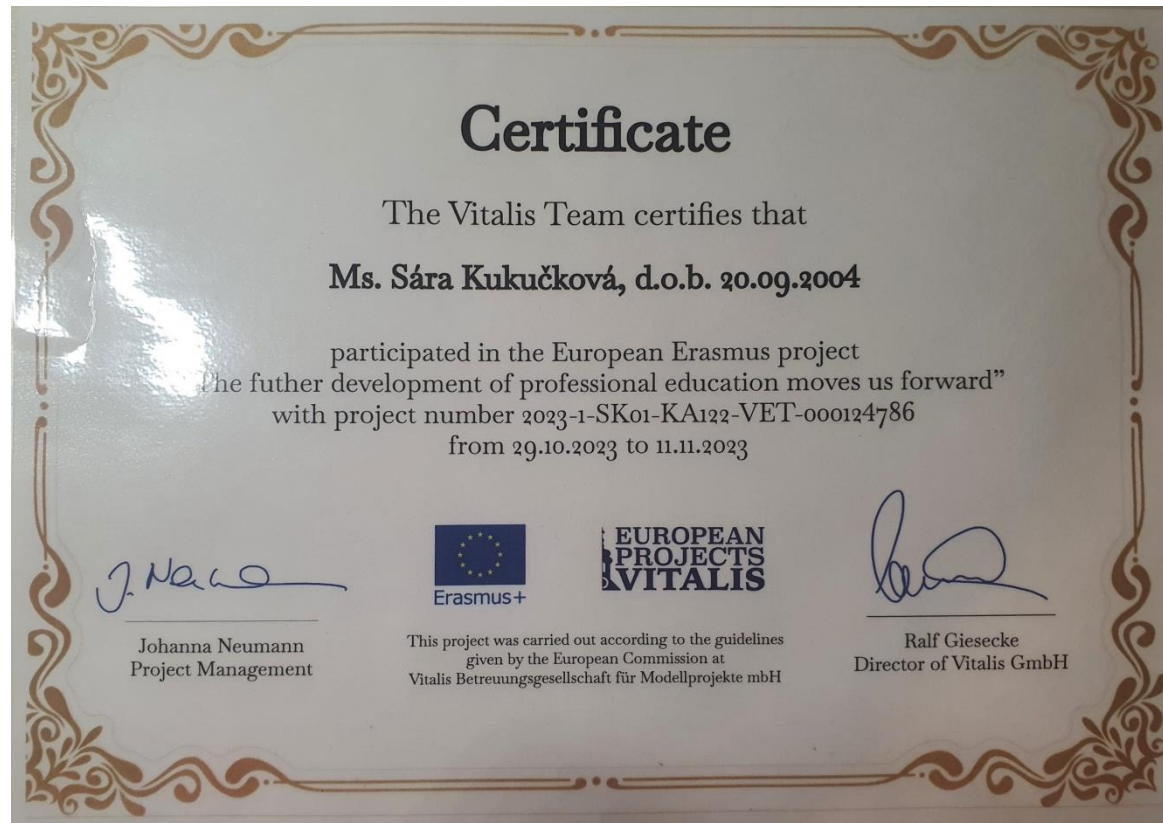 Certificate
The Vitalis Team certifies that
Ms. Sára Kukučková, d.o.b. 20.09.2004
participated in the European Erasmus project
he futher development of professional education moves us forward”
with project number 2023-1-SK01-KA122-VET-000124786
from 29.10.2023 to 11.11.2023
J. Neumann
Erasmus+
EUROPEAN
PROJECTS
VITALIS
Johanna Neumann
Project Management
This project was carried out according to the guidelines
given by the European Commission at
Vitalis Betreuungsgesellschaft für Modellprojekte mbH
Ralf Giesecke
Director of Vitalis GmbH